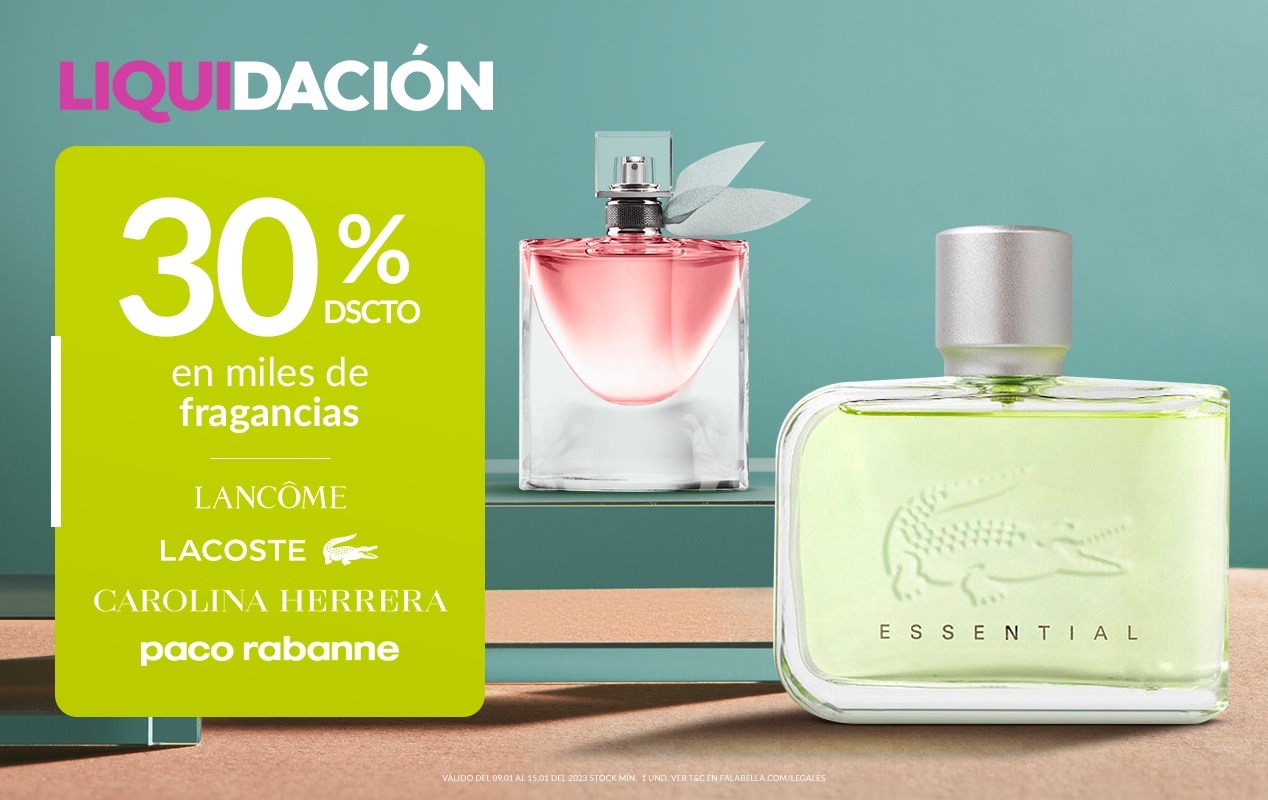 LIQUIDACIÓN
30%
DSCTO
en miles de
fragancias
LANCÔME
LACOSTE
CAROLINA HERRERA
paco rabanne
ESSENTIAL
VÁLIDO DEL 09.01 AL 15.01 DEL 2023 STOCK MÍN. 1 UND. VER T&C EN FALABELLA.COM/LEGALES